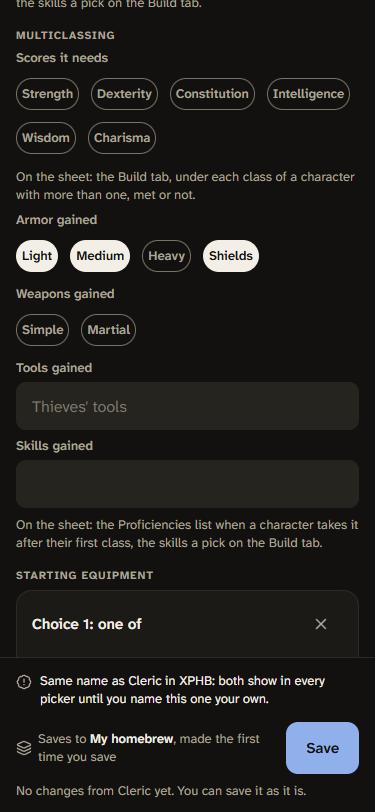 the skills a pick on the Build tab.
MULTICLASSING
Scores it needs
Strength Dexterity Constitution Intelligence
Wisdom Charisma
On the sheet: the Build tab, under each class of a character
with more than one, met or not.
Armor gained
Light Medium Heavy Shields
Weapons gained
Simple Martial
Tools gained
Thieves' tools
Skills gained
On the sheet: the Proficiencies list when a character takes it
after their first class, the skills a pick on the Build tab.
STARTING EQUIPMENT
Choice 1: one of
Same name as Cleric in XPHB: both show in every
picker until you name this one your own.
Saves to My homebrew, made the first
time you save
Save
No changes from Cleric yet. You can save it as it is.